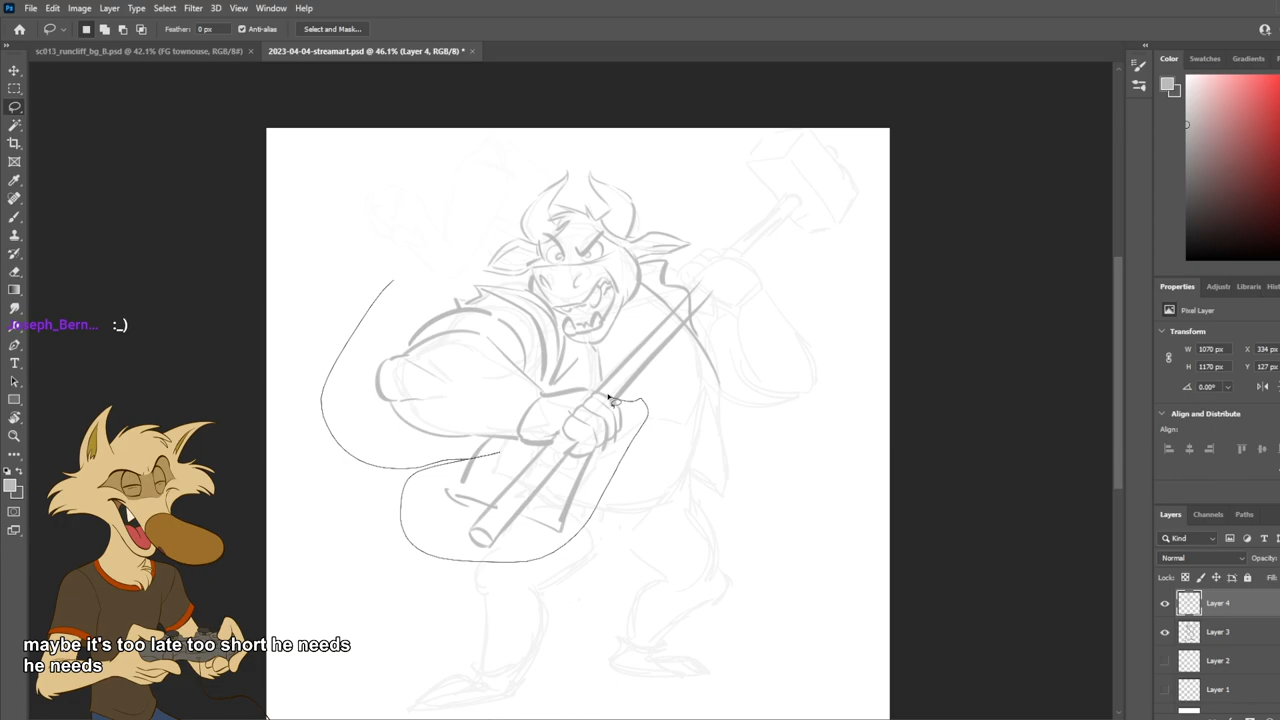 File Edit Image Layer Type Select Filter 3D View Window Help
Feather: 0 px Anti-alias Select and Mask...
sc013_runcliff_bg_B.psd @ 42.1% (FG townouse, RGB/8#) × 2023-04-04-streamart.psd @ 46.1% (Layer 4, RGB/8#) * ×
Color Swatches Gradients
Properties Adjustr Librarie Hist
Pixel Layer
Transform
W 1070 px X 334 px
H 1170 px Y 127 px
0.00°
Align and Distribute
Align:
Layers Channels Paths
Kind
Normal Opacity:
Lock: Fill:
Layer 4
Layer 3
Layer 2
Layer 1
Joseph_Bern... :_)
maybe it's too late too short he needs
he needs